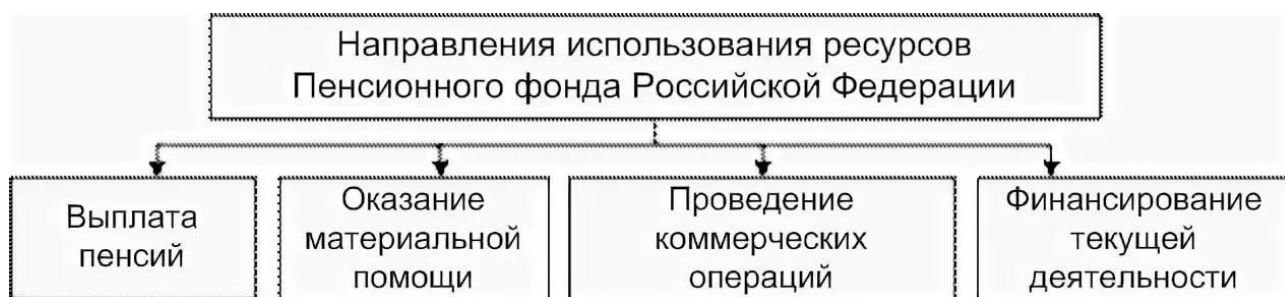 Направления использования ресурсов
Пенсионного фонда Российской Федерации
Выплата
пенсий
Оказание
материальной
помощи
Проведение
коммерческих
операций
Финансирование
текущей
деятельности